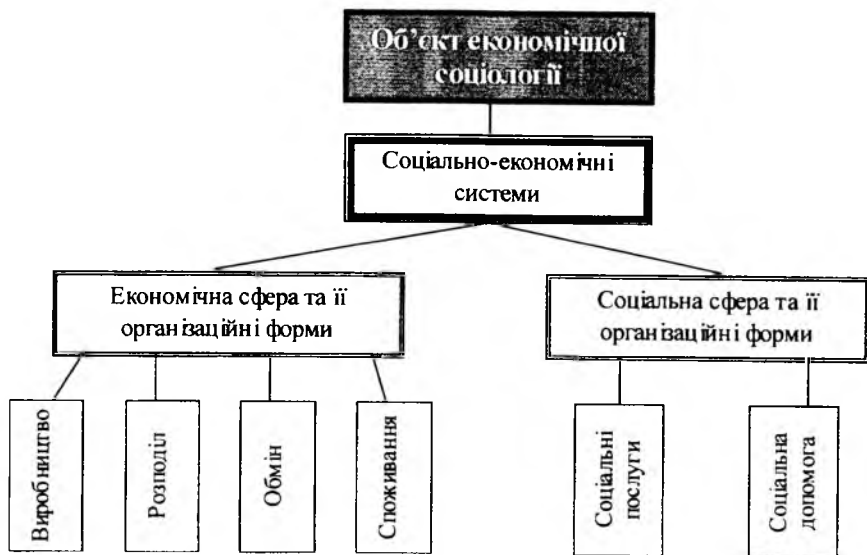 Об’єкт економічної
соціології
Соціально-економічні
системи
Економічна сфера та її
організаційні форми
Соціальна сфера та її
організаційні форми
Виробництво
Розподіл
Обмін
Споживання
Соціальні
послуги
Соціальна
допомога